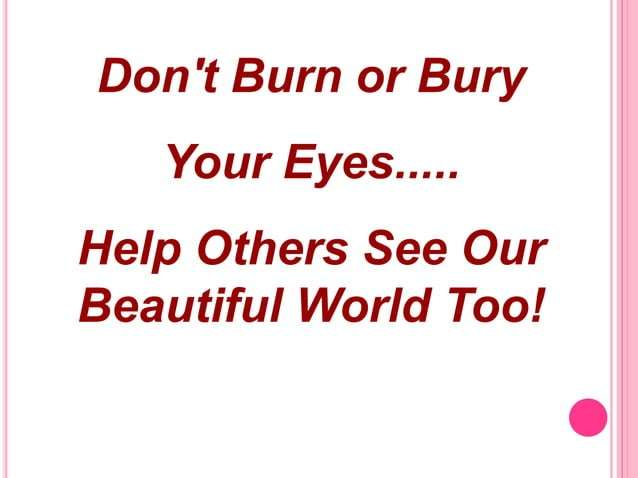 Don't Burn or Bury
Your Eyes.....
Help Others See Our
Beautiful World Too!